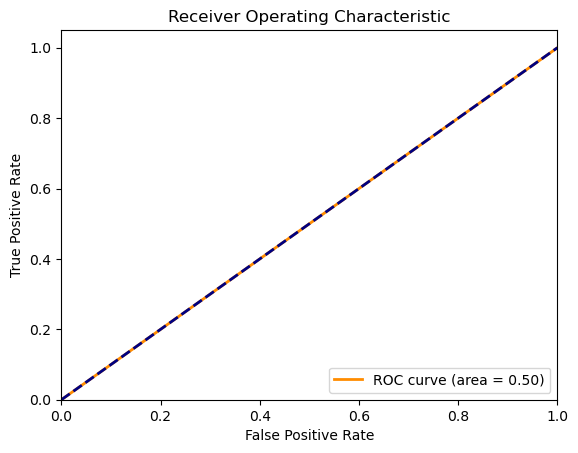 Receiver Operating Characteristic
1.0
0.8
0.6
0.4
0.2
0.0
True Positive Rate
ROC curve (area = 0.50)
0.0 0.2 0.4 0.6 0.8 1.0
False Positive Rate